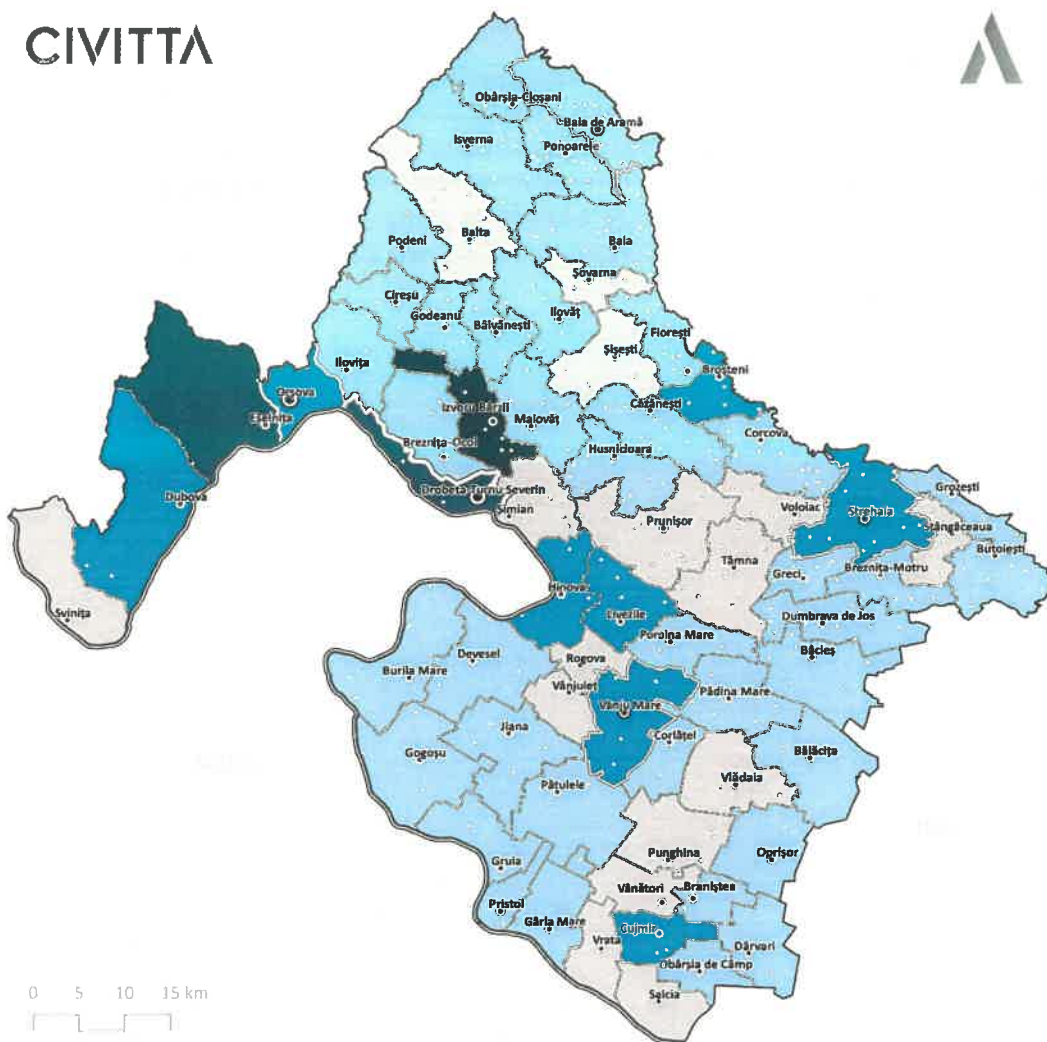 CIVITTA
Obârșia-Cloșani
Baia de Aramă
Isverna
Ponoarele
Balta
Podeni
Bala
Șovarna
Cireșu
Godeanu
Bâlvănești
Ilovăț
Florești
Șișești
Ilovița
Broșteni
Orșova
Căzănești
Izvoru Bârzii
Eșelnița
Malovăț
Corcova
Breznița-Ocol
Husnicioara
Dubova
Drobeta-Turnu Severin
Grozești
Șimian
Voloiac
Strehaia
Prunișor
Stângăceaua
Butoiești
Tâmna
Greci
Breznița-Motru
Hinova
Svinița
Livezile
Dumbrava de Jos
Poroina Mare
Bâcleș
Devesel
Rogova
Burila Mare
Vânjuleț
Pădina Mare
Vânju Mare
Jiana
Corlățel
Gogoșu
Bălăcița
Vlădaia
Pătulele
Punghina
Oprișor
Gruia
Vânători
Braniștea
Pristol
Gârla Mare
Cujmir
Vrata
Dârvari
Obârșia de Câmp
Salcia
0 5 10 15 km